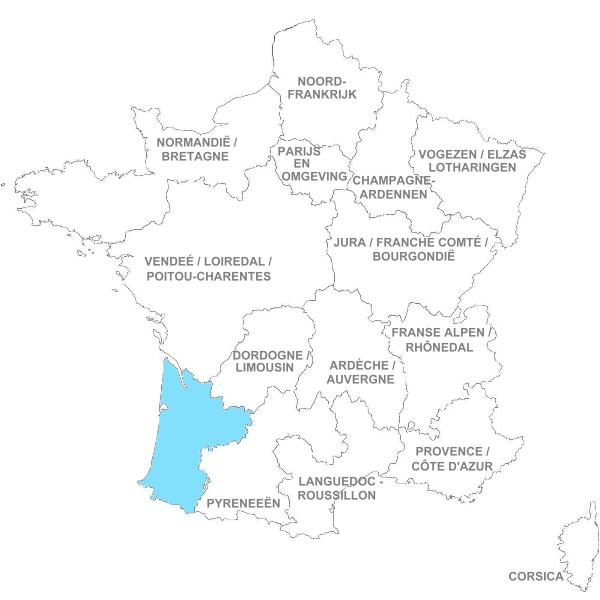 NOORD-
FRANKRIJK
NORMANDIË /
BRETAGNE
PARIJS
EN
OMGEVING
VOGEZEN / ELZAS
LOTHARINGEN
CHAMPAGNE-
ARDENNEN
JURA / FRANCHE COMTÉ /
BOURGONDIË
VENDEÉ / LOIREDAL /
POITOU-CHARENTES
FRANSE ALPEN /
RHÔNEDAL
DORDOGNE /
LIMOUSIN
ARDÈCHE /
AUVERGNE
PROVENCE /
CÔTE D'AZUR
LANGUEDOC -
ROUSSILLON
PYRENEEËN
CORSICA